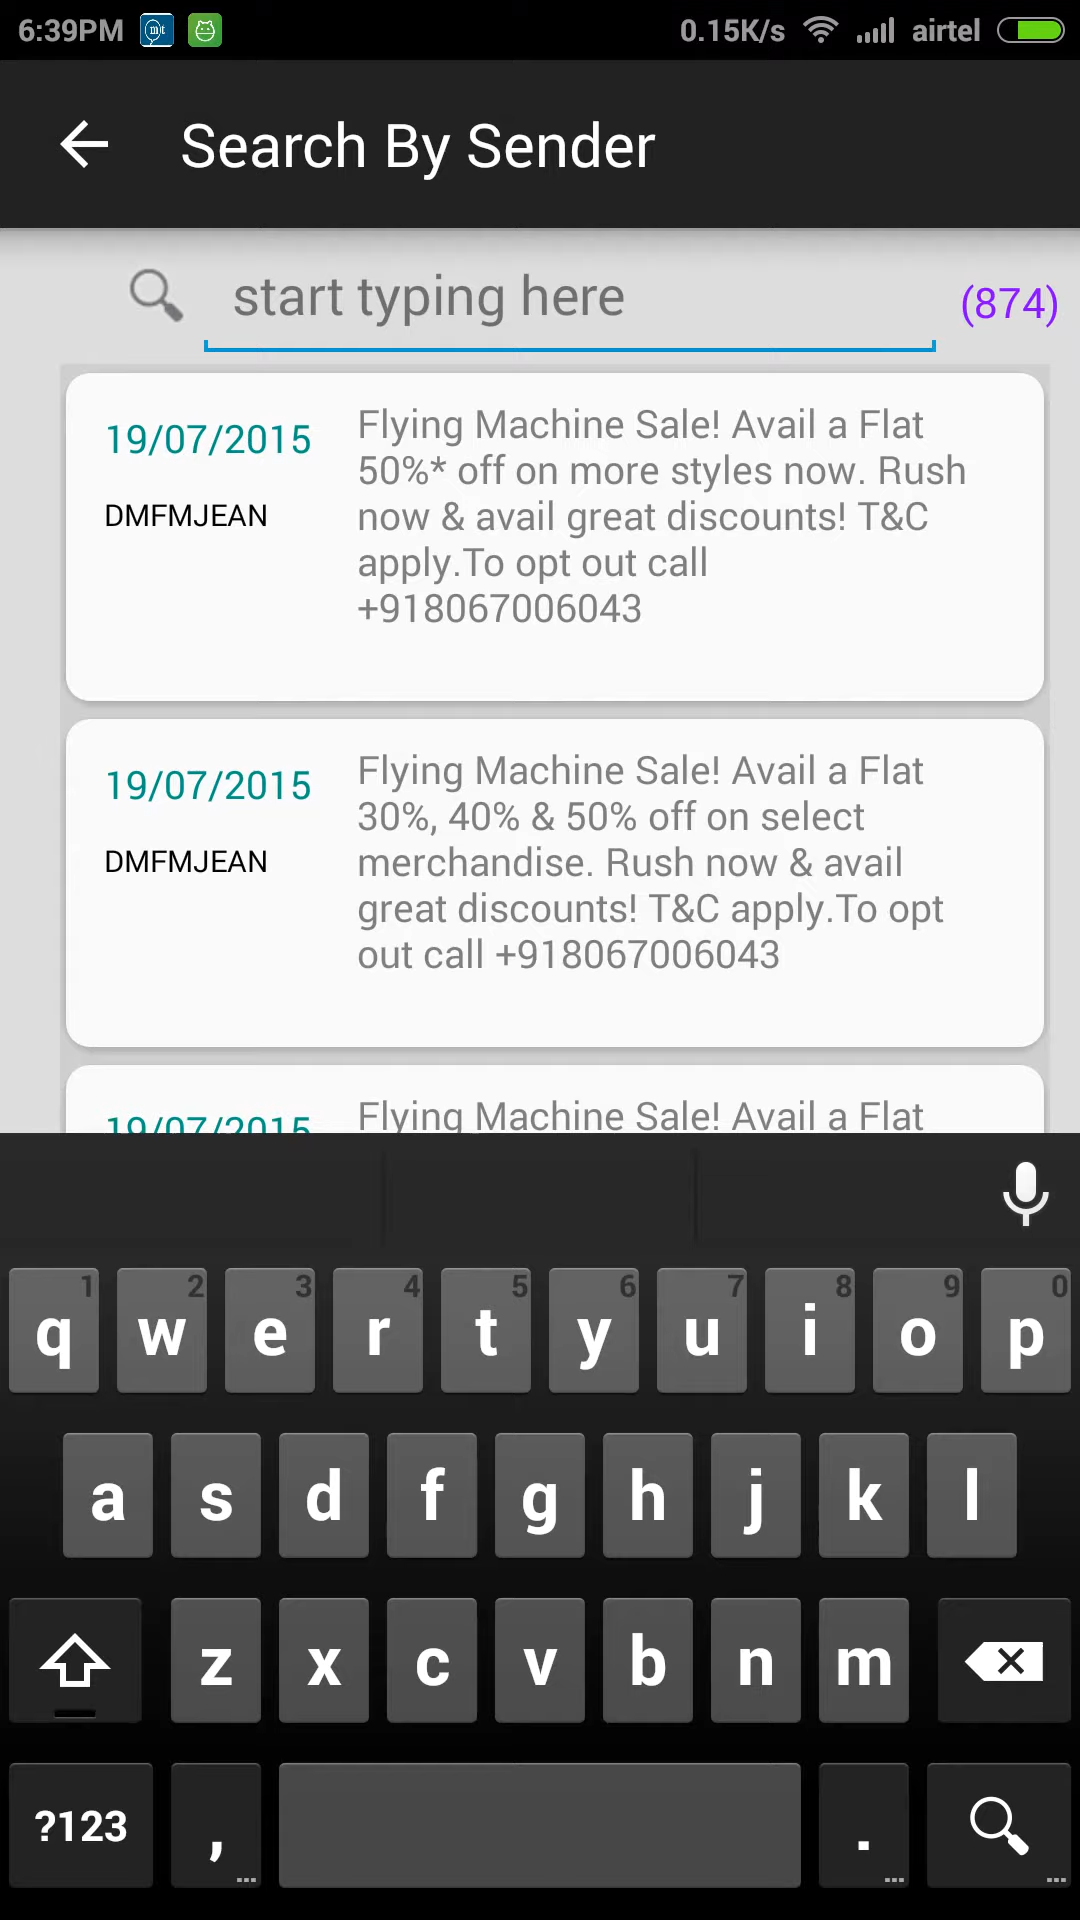 6:39PM mt 0.15K/s airtel
Search By Sender
start typing here (874)
19/07/2015
DMFMJEAN
Flying Machine Sale! Avail a Flat
50%* off on more styles now. Rush
now & avail great discounts! T&C
apply.To opt out call
+918067006043
19/07/2015
DMFMJEAN
Flying Machine Sale! Avail a Flat
30%, 40% & 50% off on select
merchandise. Rush now & avail
great discounts! T&C apply.To opt
out call +918067006043
19/07/2015
Flying Machine Sale! Avail a Flat
1 2 3 4 5 6 7 8 9 0
q w e r t y u i o p
a s d f g h j k l
z x c v b n m
?123 , ... . ... ...